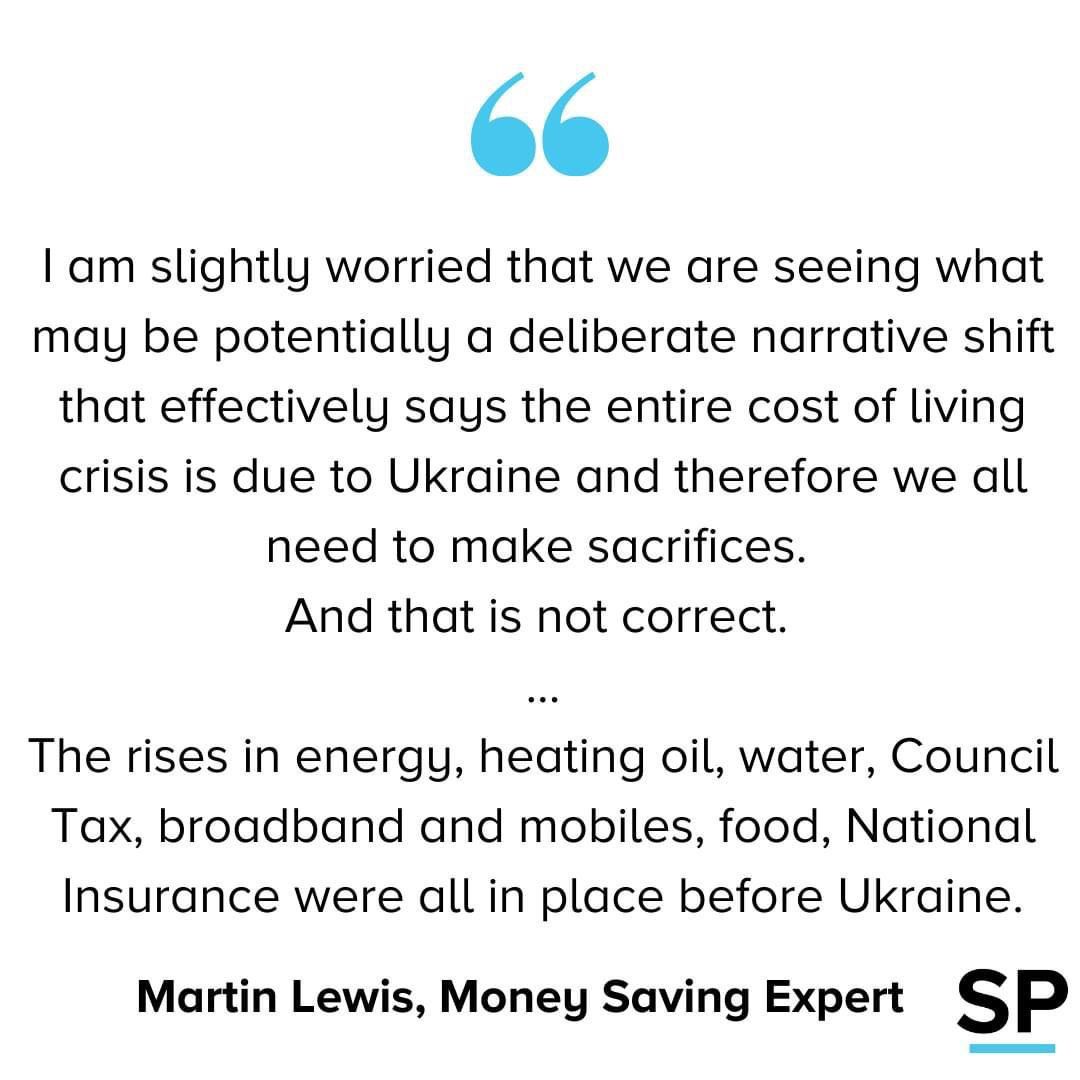 “
I am slightly worried that we are seeing what
may be potentially a deliberate narrative shift
that effectively says the entire cost of living
crisis is due to Ukraine and therefore we all
need to make sacrifices.
And that is not correct.
...
The rises in energy, heating oil, water, Council
Tax, broadband and mobiles, food, National
Insurance were all in place before Ukraine.
Martin Lewis, Money Saving Expert
SP